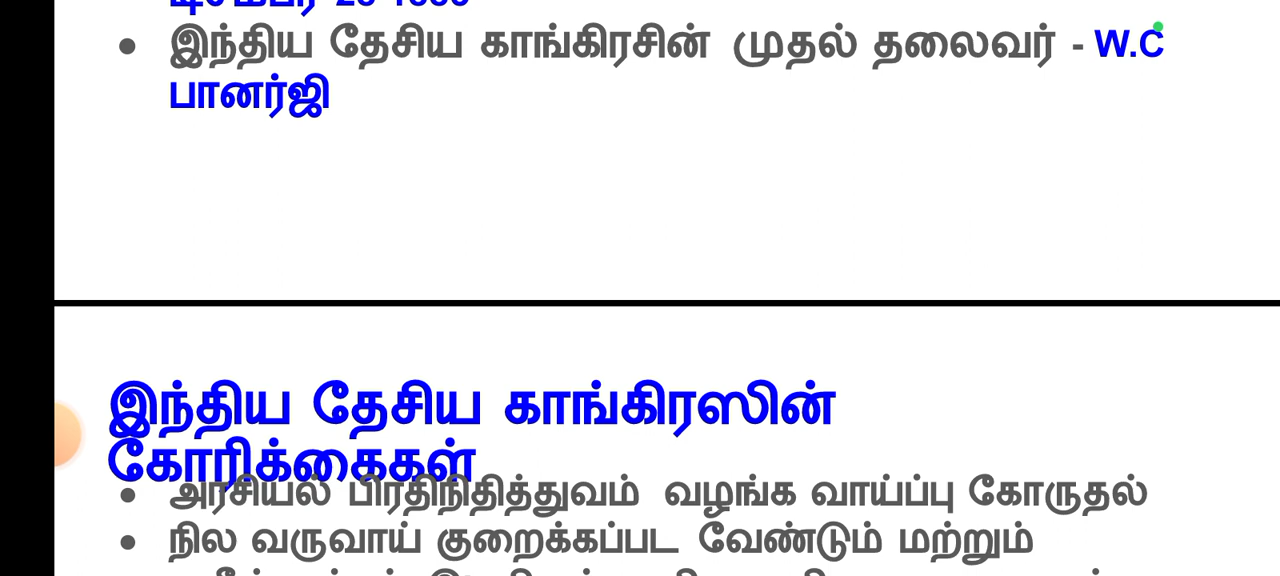 • இந்திய தேசிய காங்கிரசின் முதல் தலைவர் - W.C
பானர்ஜி
இந்திய தேசிய காங்கிரஸின்
கோரிக்கைகள்
• அரசியல் பிரதிநிதித்துவம் வழங்க வாய்ப்பு கோருதல்
• நில வருவாய் குறைக்கப்பட வேண்டும் மற்றும்